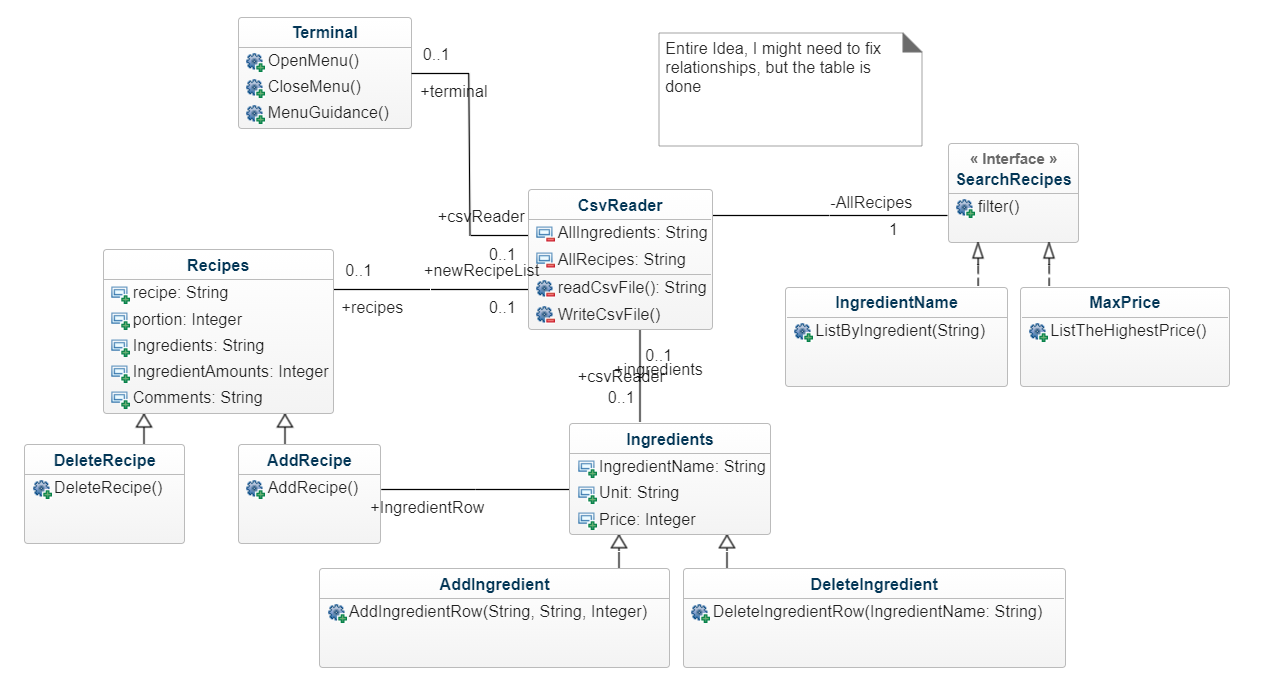 Terminal
OpenMenu()
CloseMenu()
MenuGuidance()
0..1
+terminal
Entire Idea, I might need to fix
relationships, but the table is
done
« Interface »
SearchRecipes
filter()
-AllRecipes
1
CsvReader
AllIngredients: String
AllRecipes: String
readCsvFile(): String
WriteCsvFile()
+csvReader
0..1
+newRecipeList
0..1
0..1
+recipes
Recipes
recipe: String
portion: Integer
Ingredients: String
IngredientAmounts: Integer
Comments: String
IngredientName
ListByIngredient(String)
MaxPrice
ListTheHighestPrice()
0..1
+ingredients
+csvReader
0..1
DeleteRecipe
DeleteRecipe()
AddRecipe
AddRecipe()
+IngredientRow
Ingredients
IngredientName: String
Unit: String
Price: Integer
AddIngredient
AddIngredientRow(String, String, Integer)
DeleteIngredient
DeleteIngredientRow(IngredientName: String)